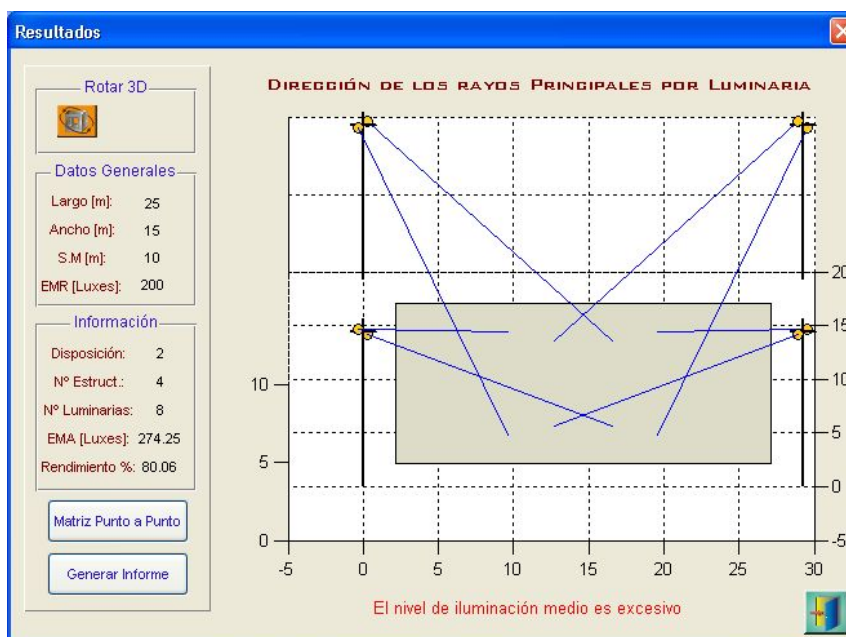 Resultados
Rotar 3D
Datos Generales
Largo [m]: 25
Ancho [m]: 15
S.M [m]: 10
EMR [Luxes]: 200
Información
Disposición: 2
Nº Estruct.: 4
Nº Luminarias: 8
EMA [Luxes]: 274.25
Rendimiento %: 80.06
Matriz Punto a Punto
Generar Informe
Dirección de los rayos Principales por Luminaria
20
15
10
5
0
-5
10
5
0
-5 0 5 10 15 20 25 30
El nivel de iluminación medio es excesivo